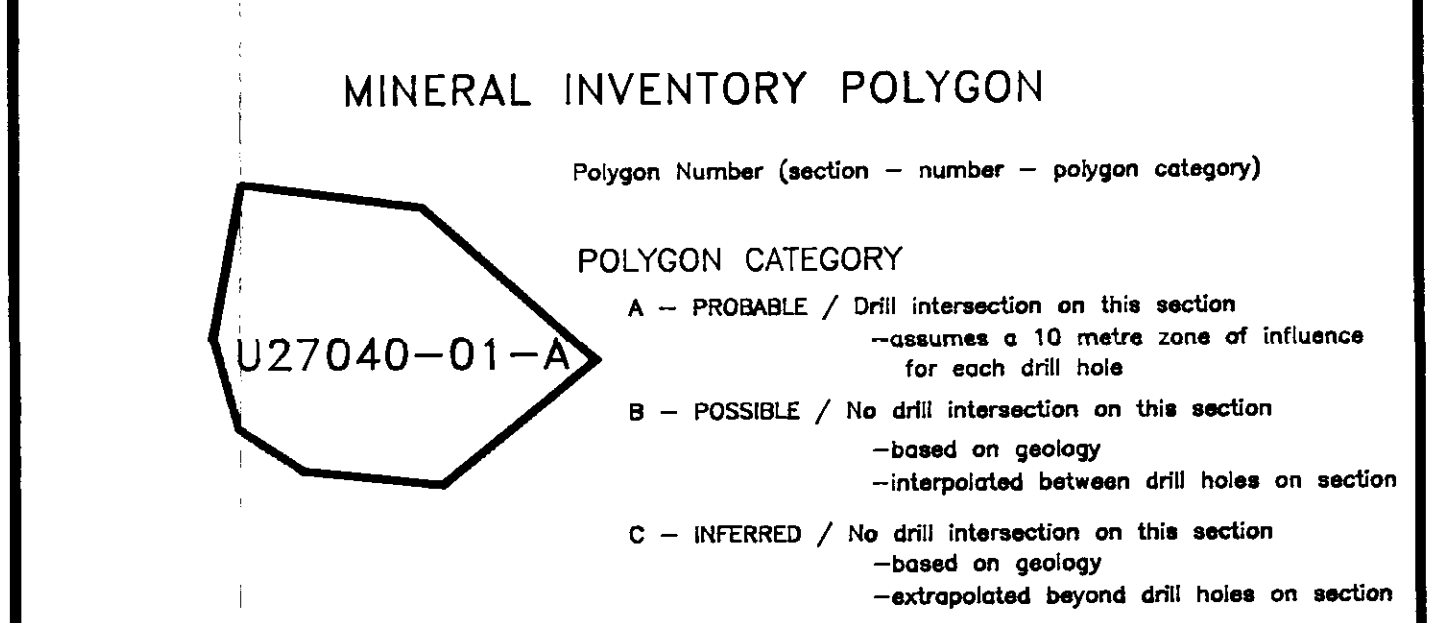 MINERAL INVENTORY POLYGON
Polygon Number (section – number – polygon category)
U27040-01-A
POLYGON CATEGORY
A – PROBABLE / Drill intersection on this section
-assumes a 10 metre zone of influence
for each drill hole
B – POSSIBLE / No drill intersection on this section
-based on geology
-interpolated between drill holes on section
C – INFERRED / No drill intersection on this section
-based on geology
-extrapolated beyond drill holes on section